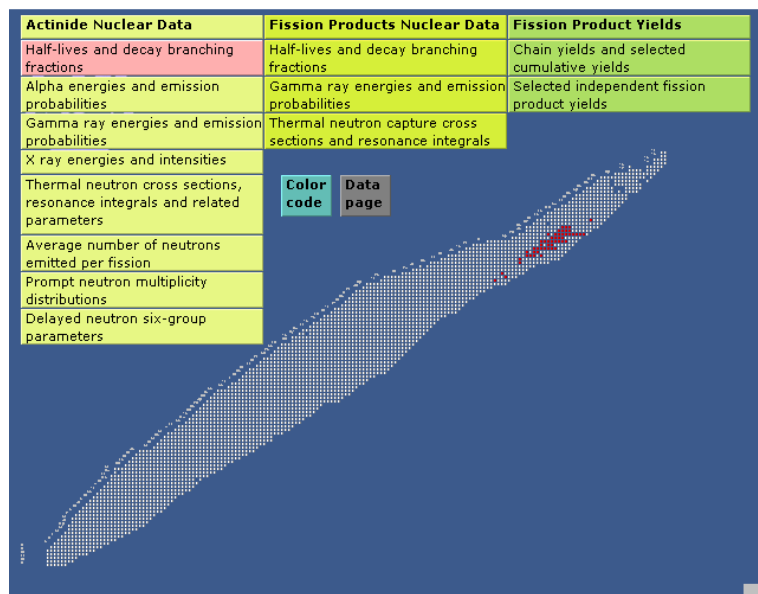 Actinide Nuclear Data
Half-lives and decay branching
fractions
Alpha energies and emission
probabilities
Gamma ray energies and emission
probabilities
X ray energies and intensities
Thermal neutron cross sections,
resonance integrals and related
parameters
Average number of neutrons
emitted per fission
Prompt neutron multiplicity
distributions
Delayed neutron six-group
parameters
Fission Products Nuclear Data
Half-lives and decay branching
fractions
Gamma ray energies and emission
probabilities
Thermal neutron capture cross
sections and resonance integrals
Fission Product Yields
Chain yields and selected
cumulative yields
Selected independent fission
product yields
Color
code
Data
page